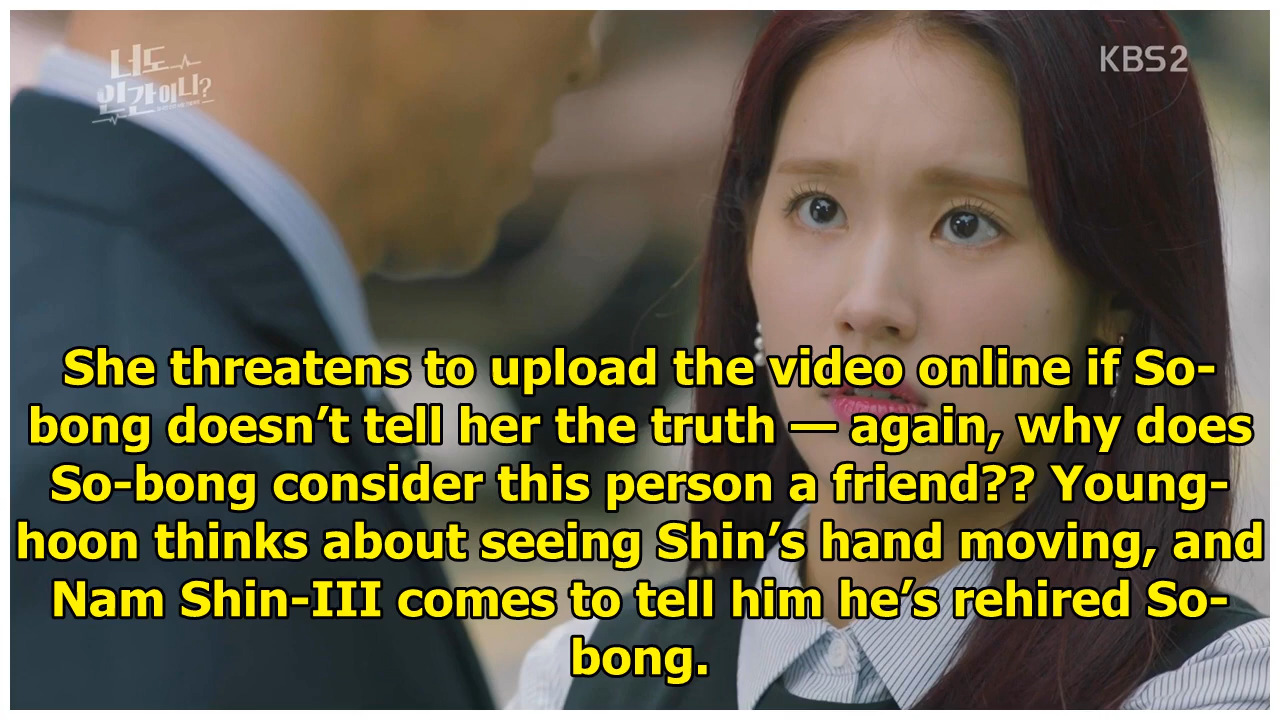 너도
인간이니?
KBS2
She threatens to upload the video online if So-
bong doesn’t tell her the truth — again, why does
So-bong consider this person a friend?? Young-
hoon thinks about seeing Shin’s hand moving, and
Nam Shin-III comes to tell him he’s rehired So-
bong.